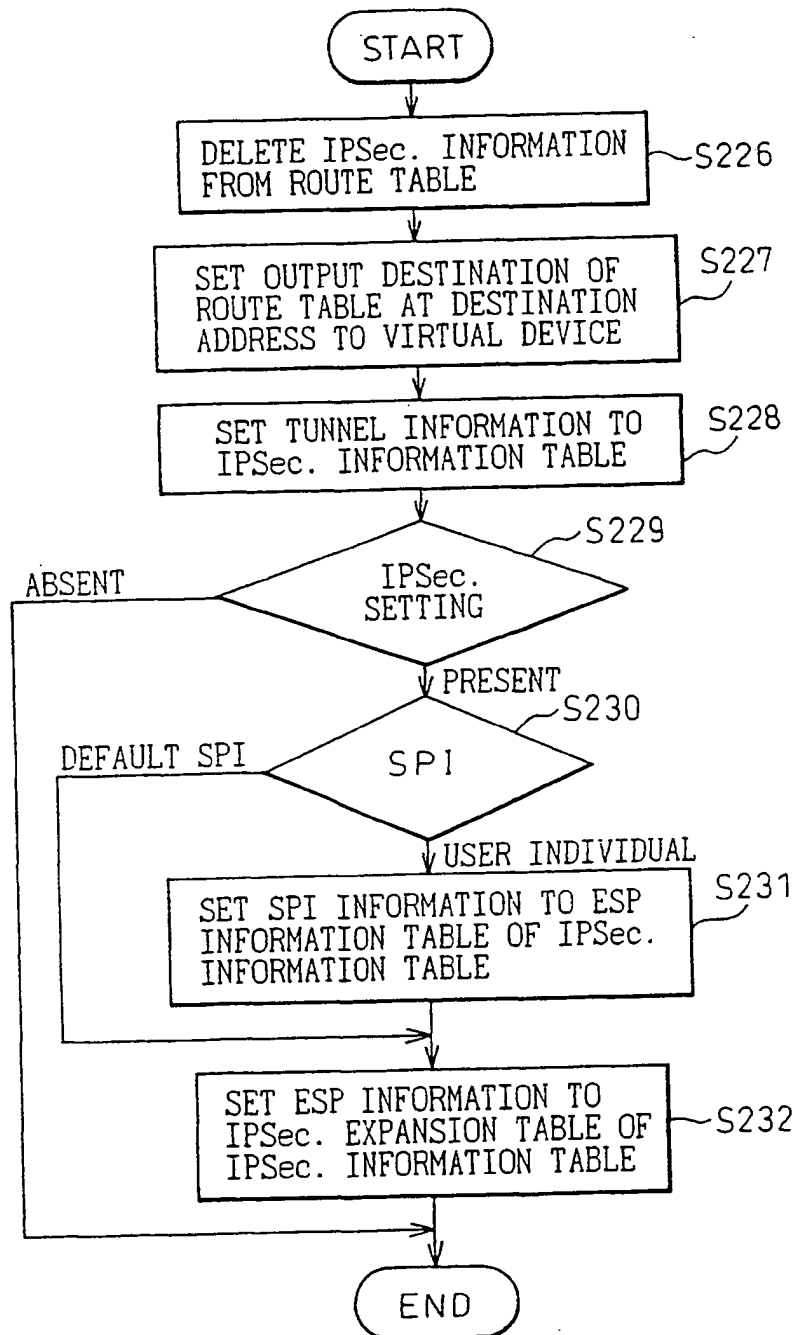 START
DELETE IPSec. INFORMATION
FROM ROUTE TABLE
S226
SET OUTPUT DESTINATION OF
ROUTE TABLE AT DESTINATION
ADDRESS TO VIRTUAL DEVICE
S227
SET TUNNEL INFORMATION TO
IPSec. INFORMATION TABLE
S228
S229
IPSec.
SETTING
ABSENT
PRESENT
S230
SPI
DEFAULT SPI
USER INDIVIDUAL
SET SPI INFORMATION TO ESP
INFORMATION TABLE OF IPSec.
INFORMATION TABLE
S231
SET ESP INFORMATION TO
IPSec. EXPANSION TABLE OF
IPSec. INFORMATION TABLE
S232
END